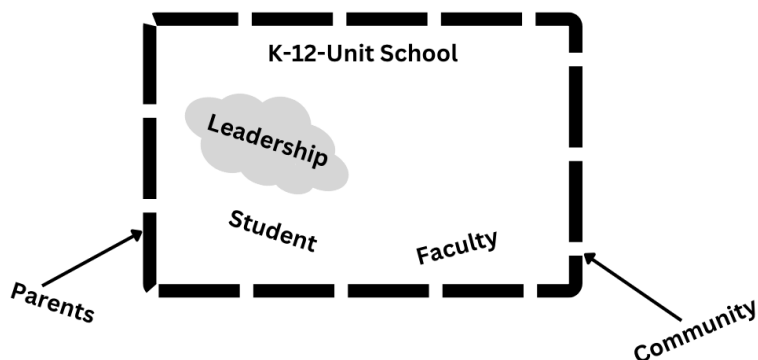 K-12-Unit School
Leadership
Student
Faculty
Parents
Community